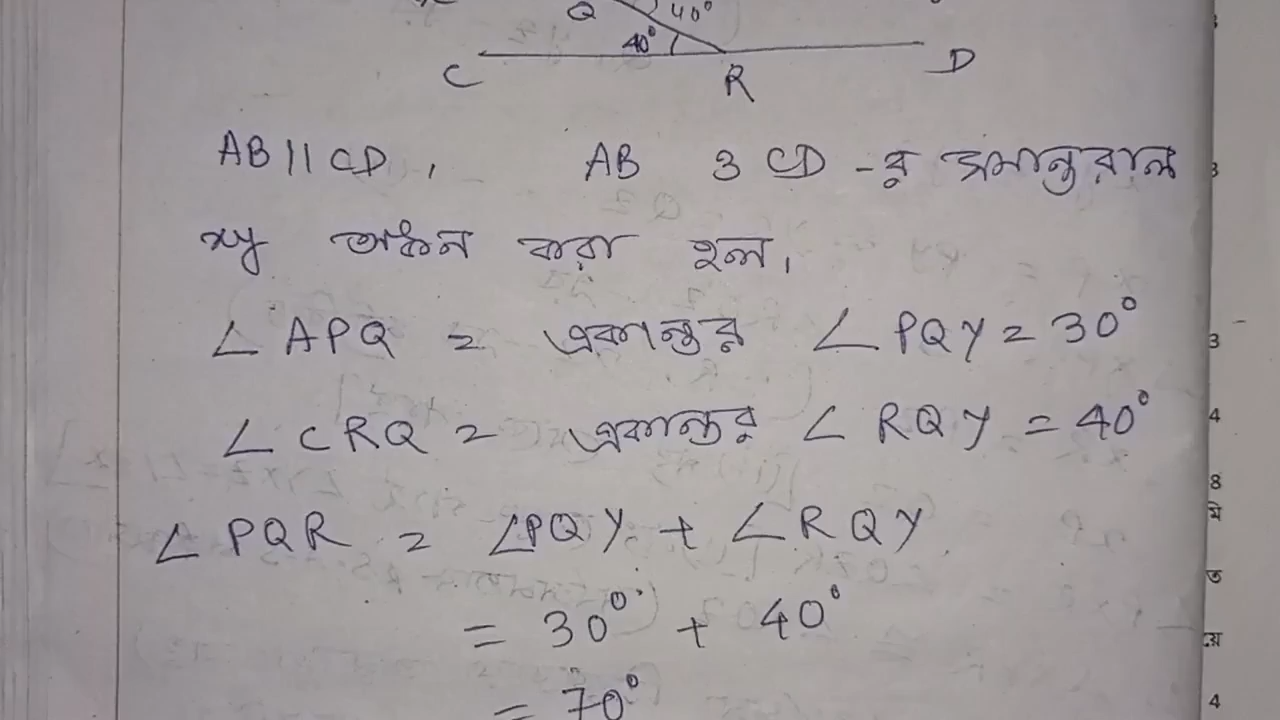 Q 40°
40°
C R D
AB || CD, AB ও CD -র সমান্তরাল
xy অঙ্কন করা হল।
∠ APQ = একান্তর ∠ PQY = 30°
∠ CRQ = একান্তর ∠ RQY = 40°
∠ PQR = ∠PQY + ∠RQY
= 30° + 40°
= 70°